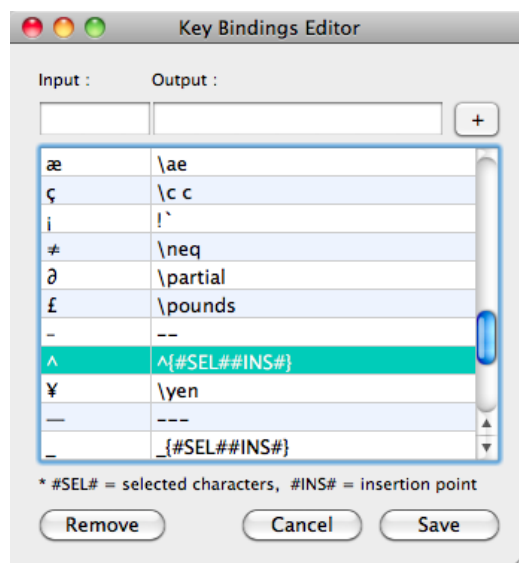 Key Bindings Editor
Input : Output :
+
æ \ae
ç \c c
¡ !`
≠ \neq
∂ \partial
£ \pounds
– --
^ ^{#SEL##INS#}
¥ \yen
— ---
_ _{#SEL##INS#}
* #SEL# = selected characters, #INS# = insertion point
Remove Cancel Save